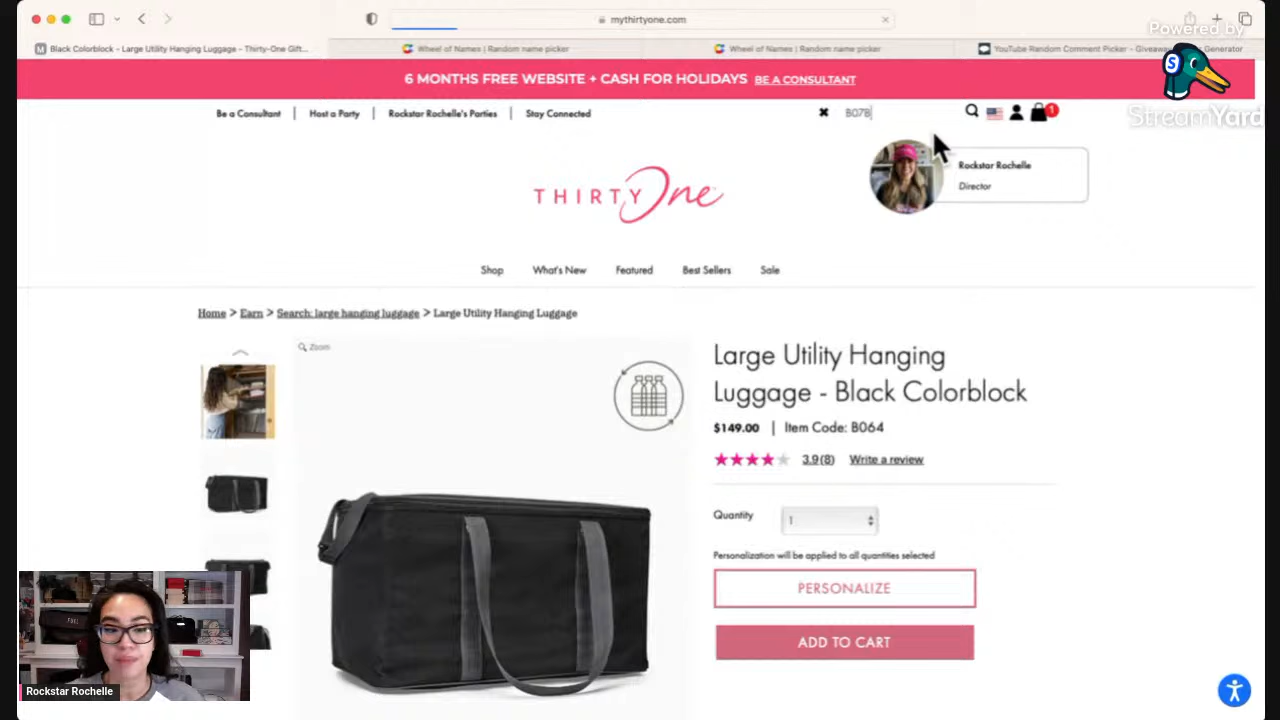 Powered by
StreamYard
mythirtyone.com
Black Colorblock - Large Utility Hanging Luggage - Thirty-One Gift...
Wheel of Names | Random name picker
Wheel of Names | Random name picker
YouTube Random Comment Picker - Giveaway
Generator
6 MONTHS FREE WEBSITE + CASH FOR HOLIDAYS BE A CONSULTANT
Be a Consultant | Host a Party | Rockstar Rochelle's Parties | Stay Connected
B07B
1
THIRTY One
Rockstar Rochelle
Director
Shop What's New Featured Best Sellers Sale
Home > Earn > Search: large hanging luggage > Large Utility Hanging Luggage
Zoom
Large Utility Hanging
Luggage - Black Colorblock
$149.00 | Item Code: B064
3.9(8) Write a review
Quantity
1
Personalization will be applied to all quantities selected
PERSONALIZE
ADD TO CART
Rockstar Rochelle